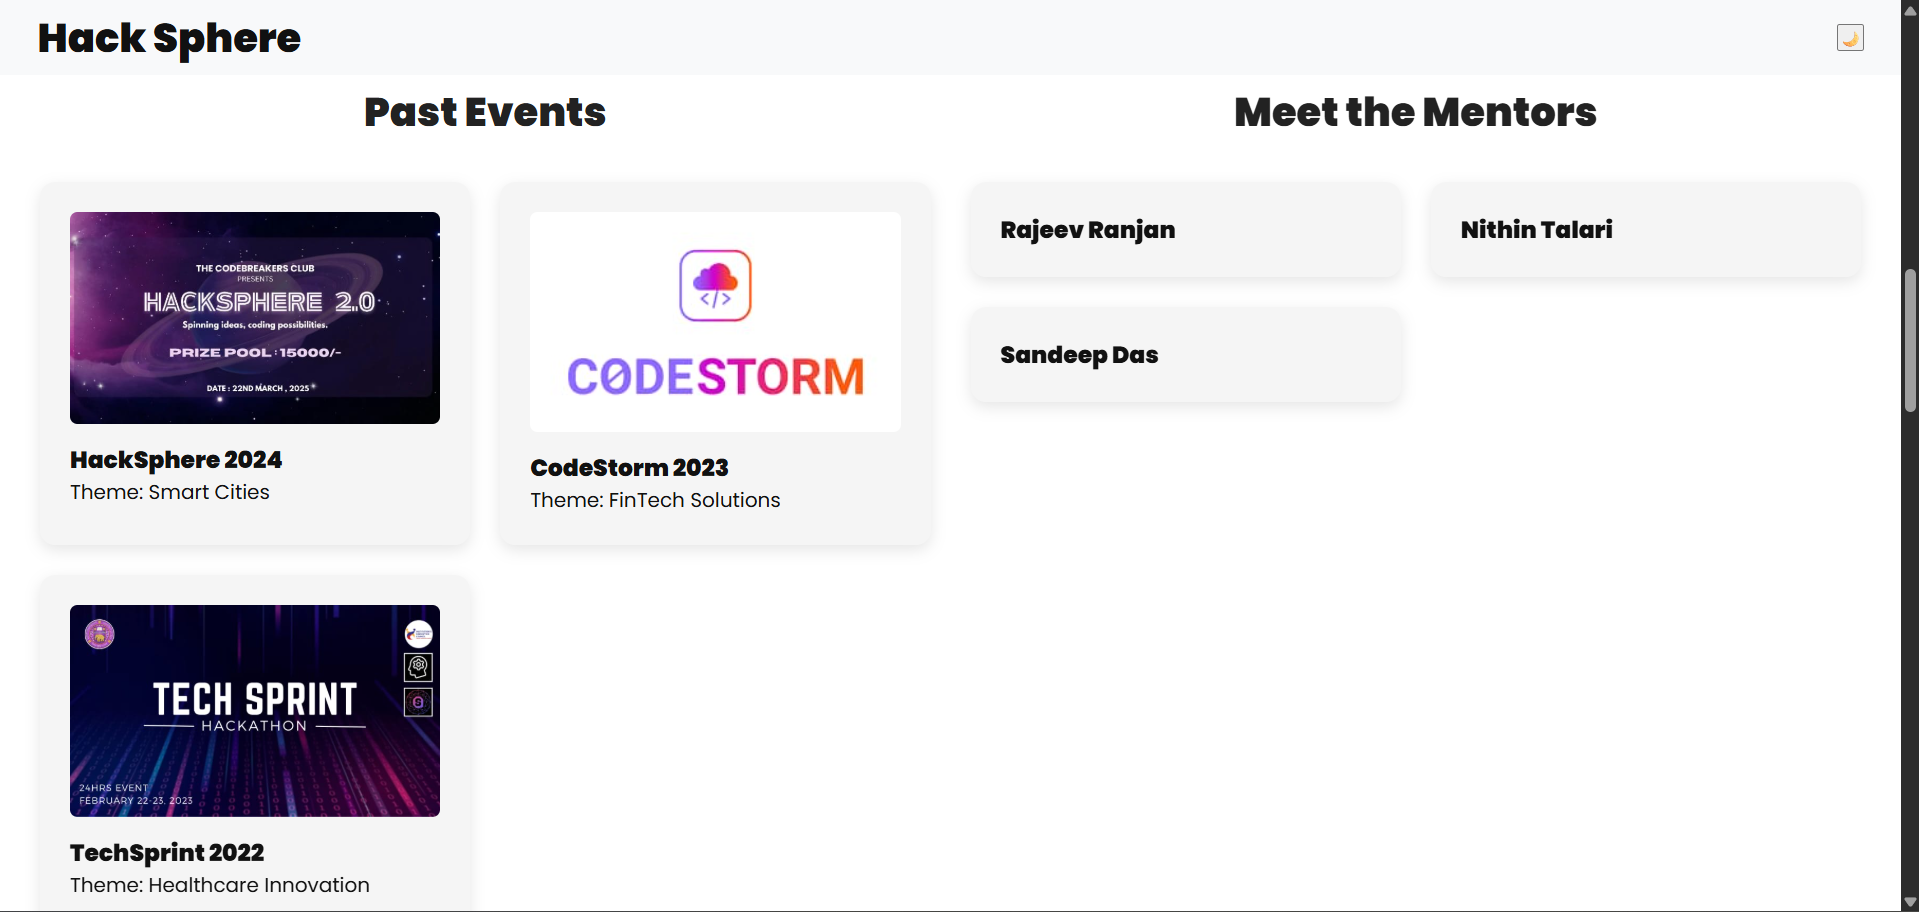 Hack Sphere
Past Events
THE CODEBREAKERS CLUB
PRESENTS
HACKSPHERE 2.0
Spinning ideas, coding possibilities.
PRIZE POOL : 15000/-
DATE : 22ND MARCH , 2025
HackSphere 2024
Theme: Smart Cities
</>
CODESTORM
CodeStorm 2023
Theme: FinTech Solutions
TECH SPRINT
HACKATHON
24HRS EVENT
FEBRUARY 22-23, 2023
TechSprint 2022
Theme: Healthcare Innovation
Meet the Mentors
Rajeev Ranjan
Nithin Talari
Sandeep Das